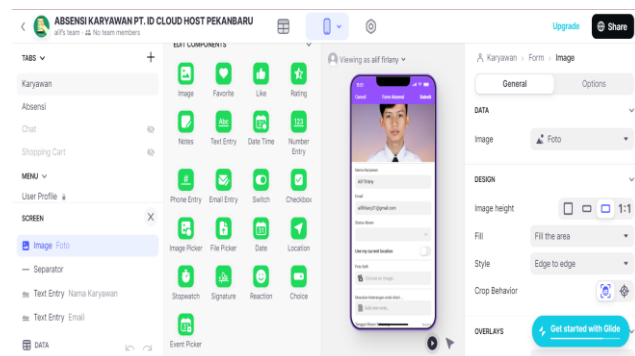 ABSENSI KARYAWAN PT. ID CLOUD HOST PEKANBARU
alif's team · No team members
Upgrade
Share
TABS
Karyawan
Absensi
Chat
Shopping Cart
MENU
User Profile
SCREEN
Image Foto
Separator
Text Entry Nama Karyawan
Text Entry Email
DATA
EDIT COMPONENTS
Image Favorite Like Rating
Notes Text Entry Date Time Number Entry
Phone Entry Email Entry Switch Checkbox
Image Picker File Picker Date Location
Stopwatch Signature Reaction Choice
Event Picker
Viewing as alif firlany
Cancel Form Absensi Submit
Nama Karyawan
Alif firlany
Email
Status Absen
Use my current location
Choose an image...
Karyawan › Form › Image
General Options
DATA
Image Foto
DESIGN
Image height 1:1
Fill Fill the area
Style Edge to edge
Crop Behavior
OVERLAYS
Get started with Glide